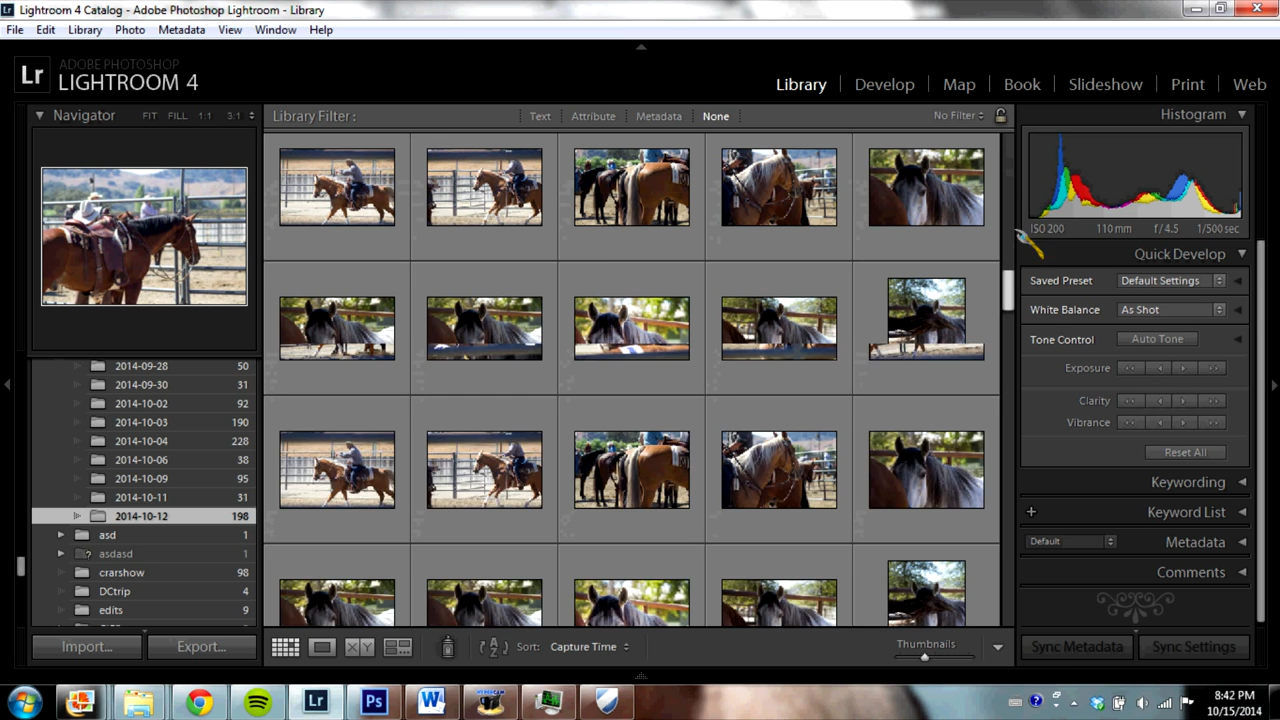 Lightroom 4 Catalog - Adobe Photoshop Lightroom - Library
File Edit Library Photo Metadata View Window Help
Lr ADOBE PHOTOSHOP
LIGHTROOM 4
Library Develop Map Book Slideshow Print Web
Navigator FIT FILL 1:1 3:1
Library Filter : Text Attribute Metadata None No Filter
Histogram
ISO 200 110 mm f / 4.5 1/500 sec
Quick Develop
Saved Preset Default Settings
White Balance As Shot
Tone Control Auto Tone
Exposure
Clarity
Vibrance
Reset All
Keywording
Keyword List
Default Metadata
Comments
2014-09-28 50
2014-09-30 31
2014-10-02 92
2014-10-03 190
2014-10-04 228
2014-10-06 38
2014-10-09 95
2014-10-11 31
2014-10-12 198
asd 1
asdasd 1
crarshow 98
DCtrip 4
edits 9
Import... Export... Sort: Capture Time Thumbnails Sync Metadata Sync Settings
Lr Ps W
8:42 PM
10/15/2014